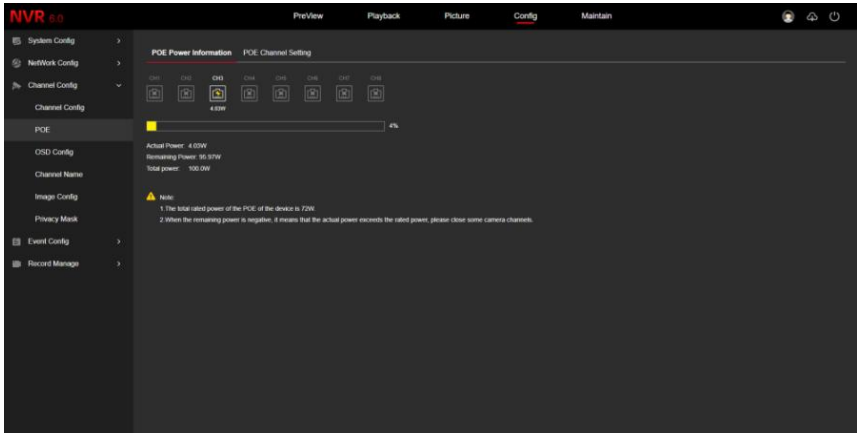 NVR 6.0
PreView Playback Picture Config Maintain
System Config
NetWork Config
Channel Config
Channel Config
POE
OSD Config
Channel Name
Image Config
Privacy Mask
Event Config
Record Manage
POE Power Information POE Channel Setting
CH1 CH2 CH3 CH4 CH5 CH6 CH7 CH8
4.03W
4%
Actual Power: 4.03W
Remaining Power: 95.97W
Total power: 100.0W
Note:
1.The total rated power of the POE of the device is 72W.
2.When the remaining power is negative, it means that the actual power exceeds the rated power, please close some camera channels.